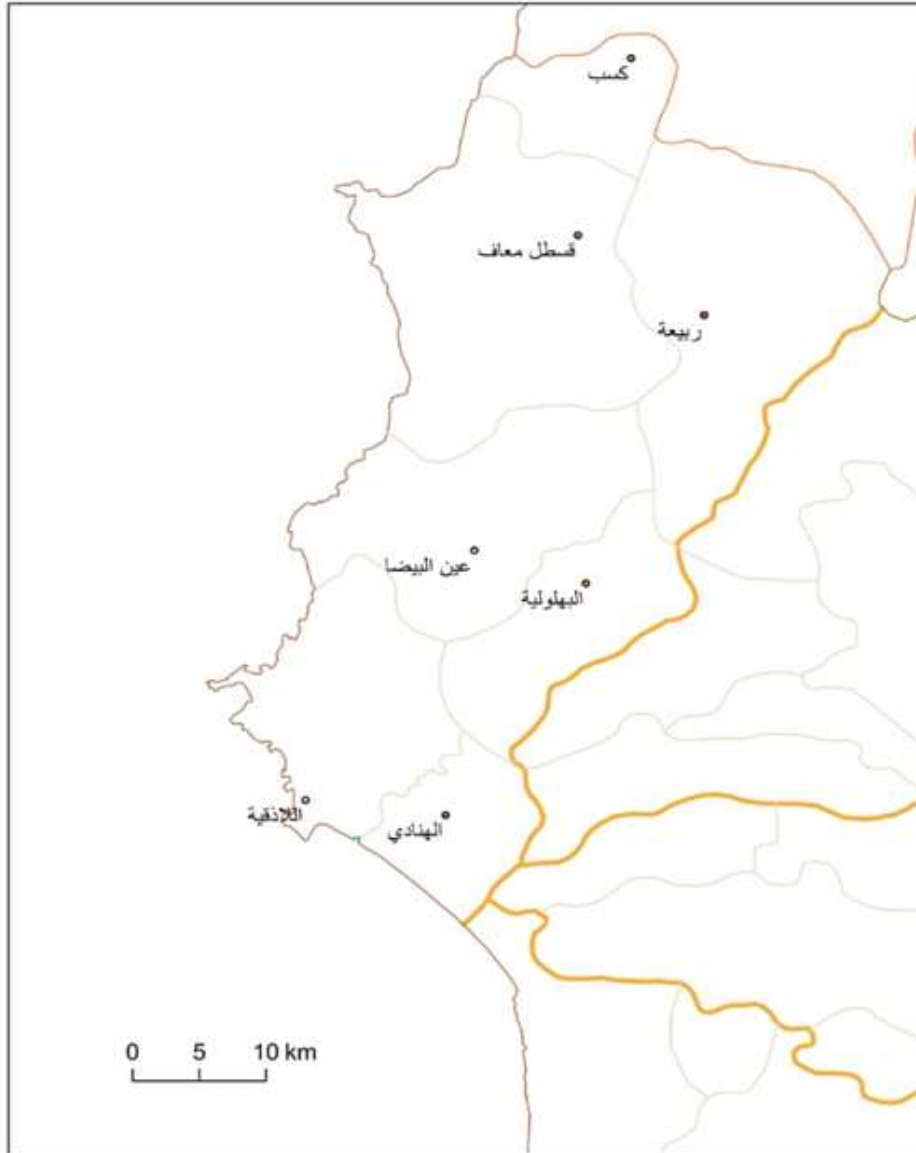 كسب
قسطل معاف
ربيعة
عين البيضا
البهلولية
اللاذقية
الهنادي
0 5 10 km